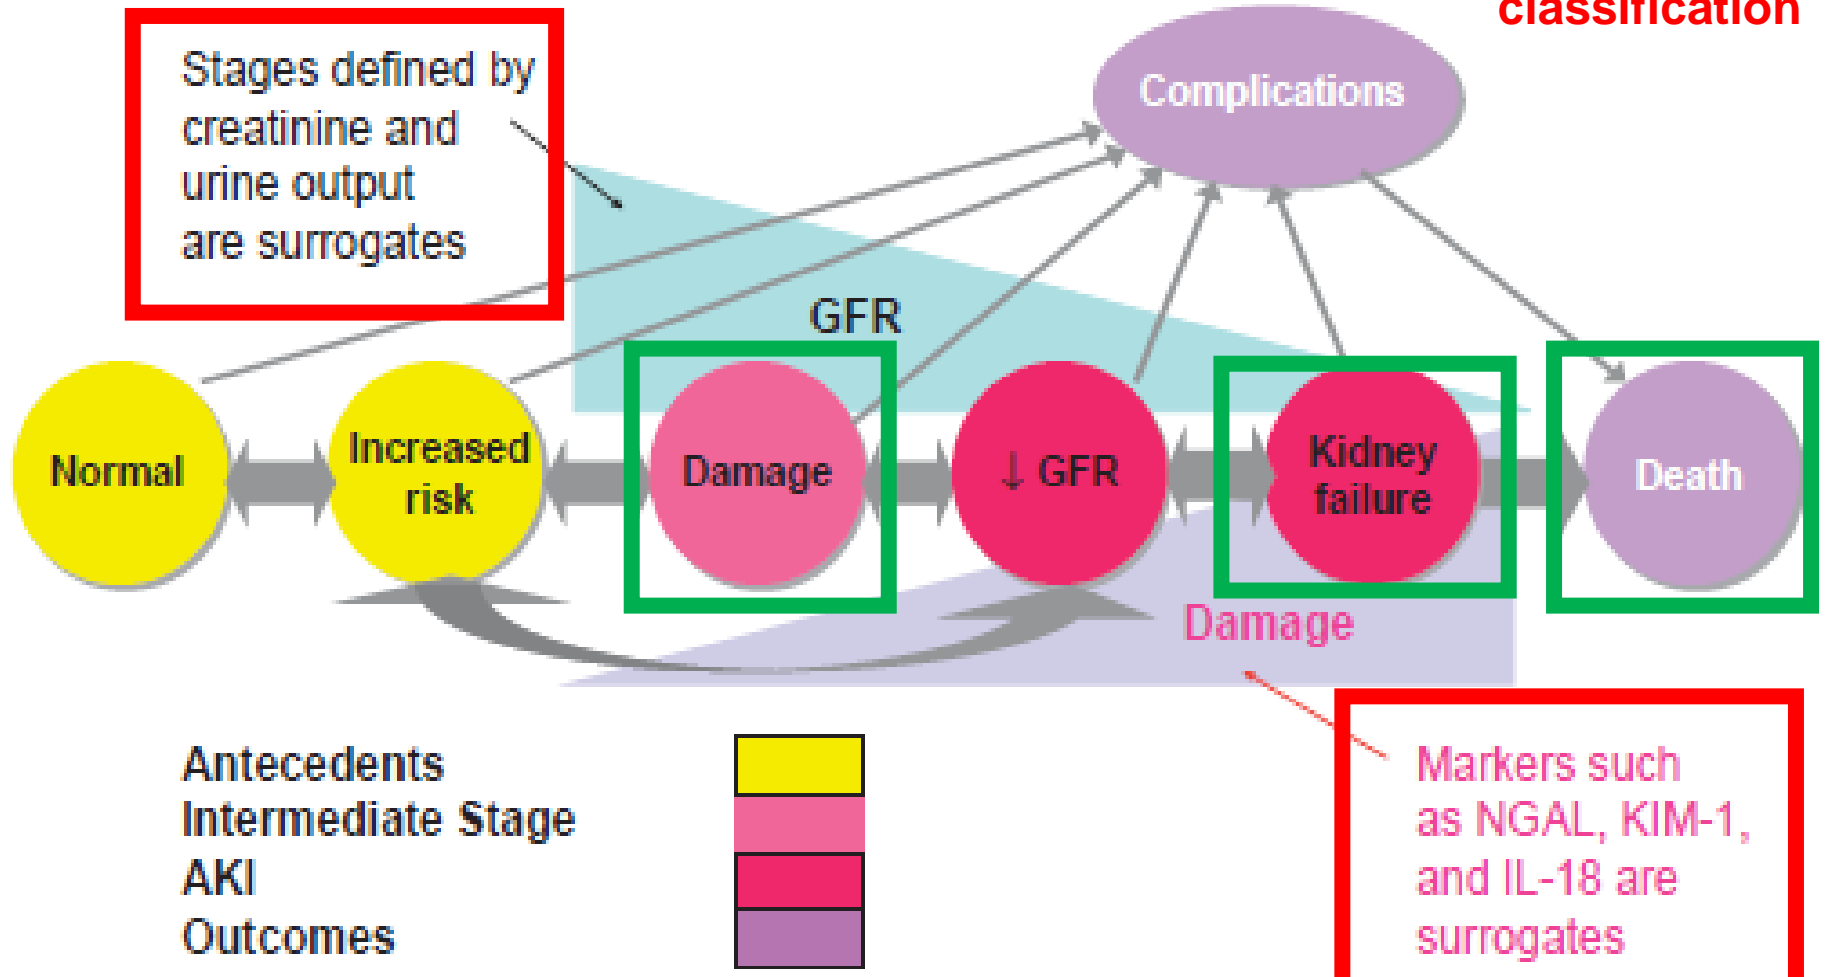 classification
Stages defined by
creatinine and
urine output
are surrogates
Complications
GFR
Normal
Increased
risk
Damage
↓ GFR
Kidney
failure
Death
Damage
Antecedents
Intermediate Stage
AKI
Outcomes
Markers such
as NGAL, KIM-1,
and IL-18 are
surrogates